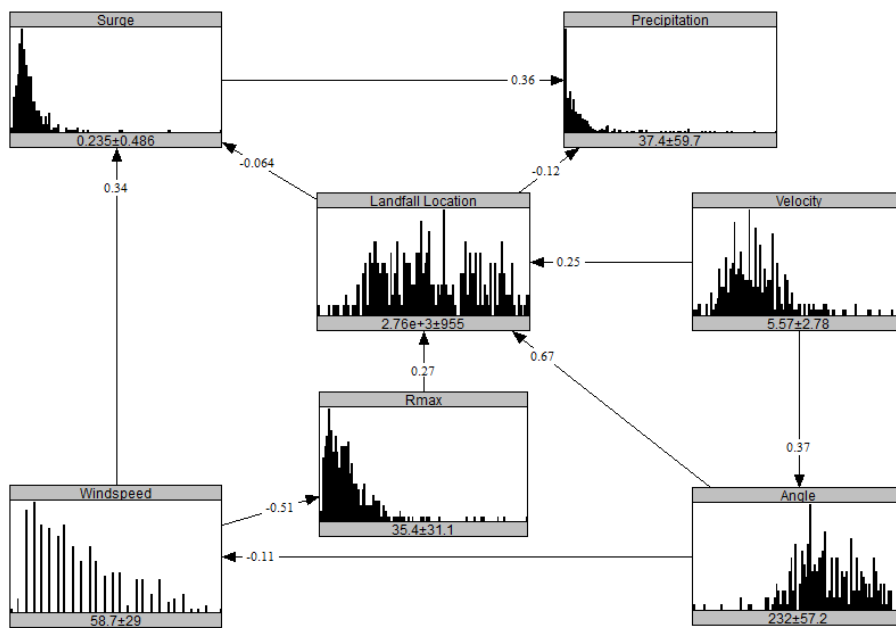 Surge
Precipitation
0.36
0.235±0.486
37.4±59.7
-0.064
-0.12
0.34
Landfall Location
Velocity
0.25
2.76e+3±955
5.57±2.78
0.67
0.27
Rmax
0.37
Windspeed
Angle
-0.51
35.4±31.1
-0.11
58.7±29
232±57.2